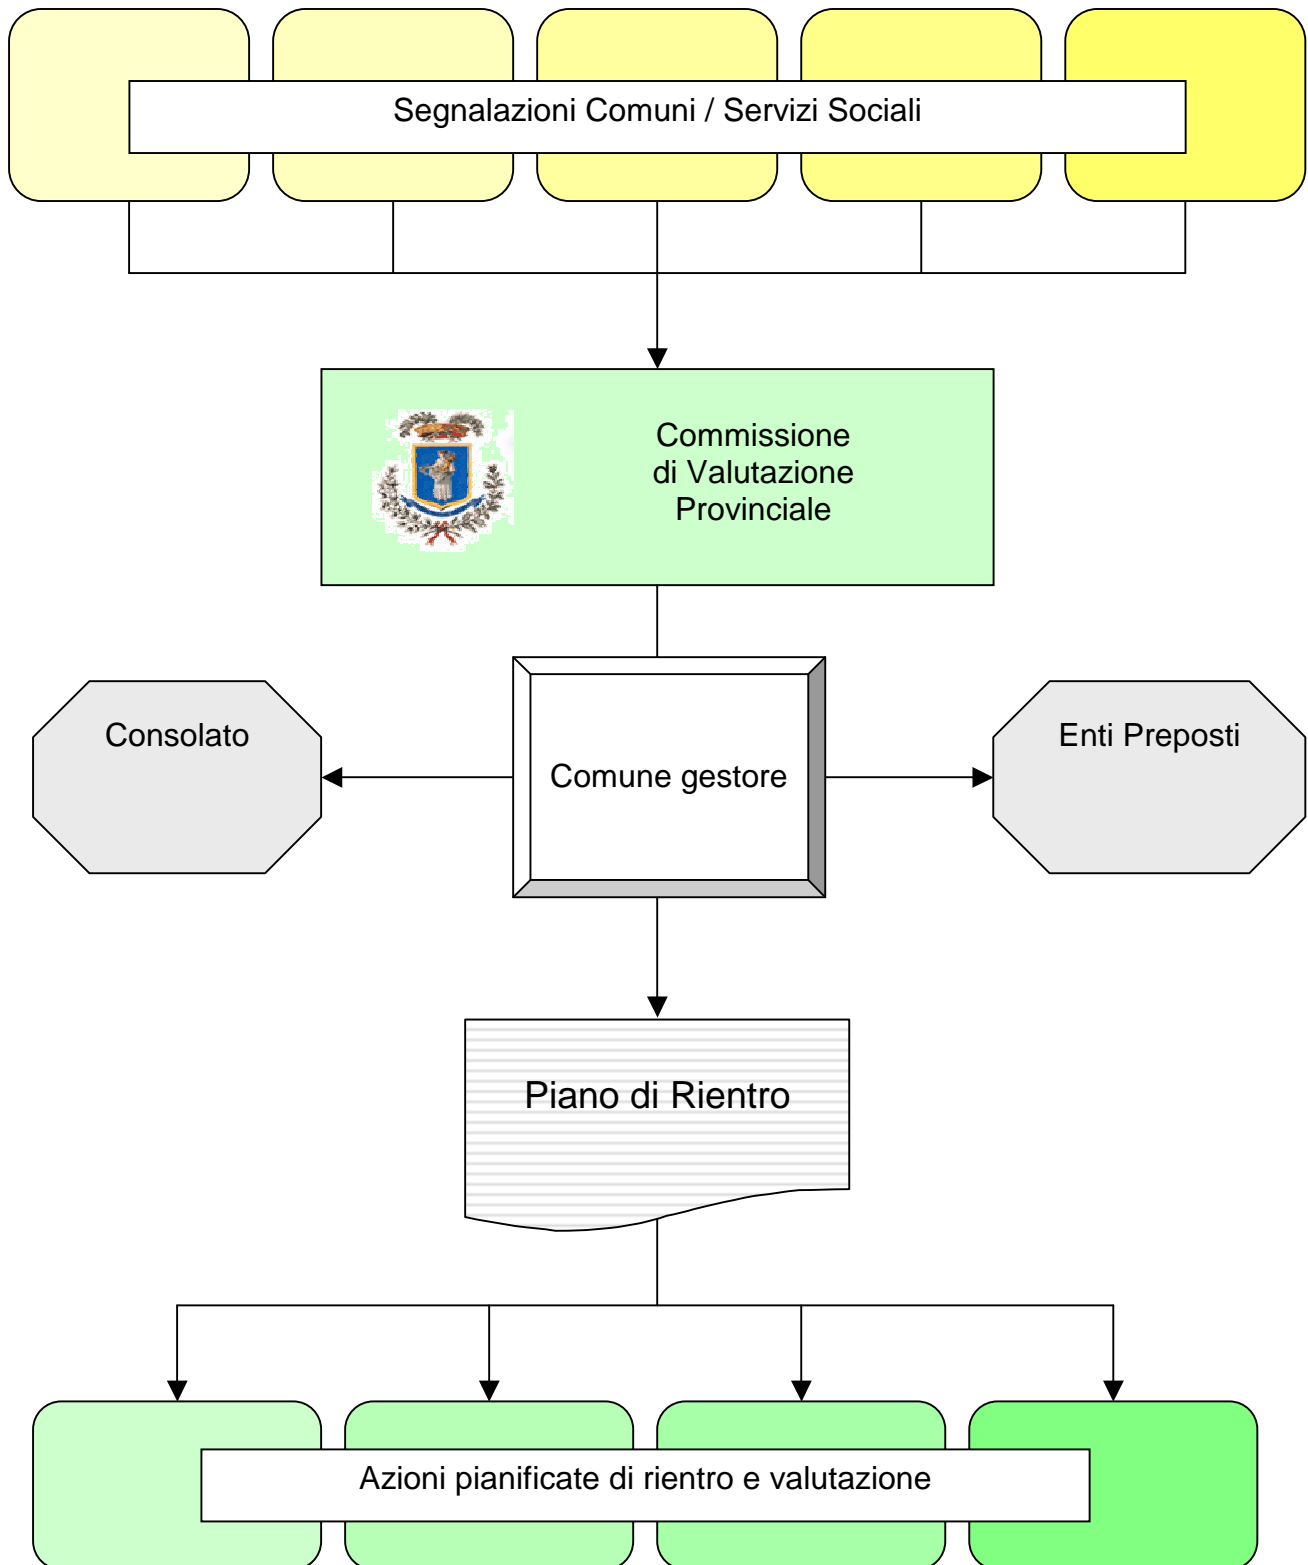 Segnalazioni Comuni / Servizi Sociali
Commissione
di Valutazione
Provinciale
Consolato
Comune gestore
Enti Preposti
Piano di Rientro
Azioni pianificate di rientro e valutazione